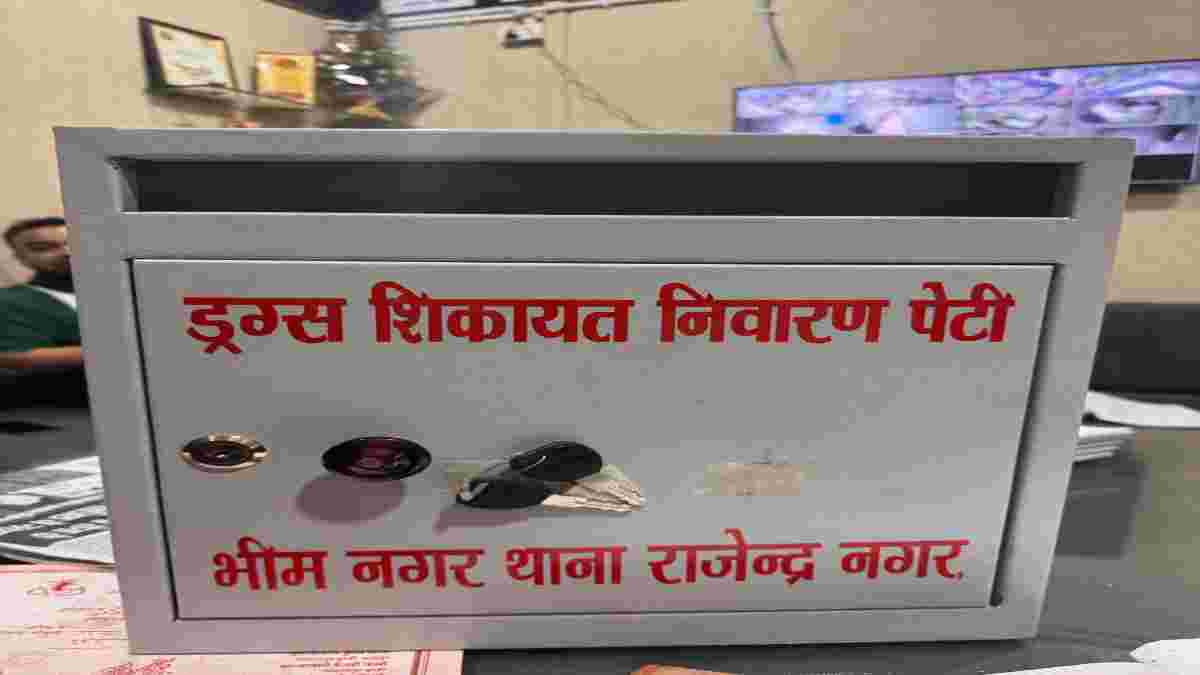 ड्रग्स शिकायत निवारण पेटी
भीम नगर थाना राजेन्द्र नगर,